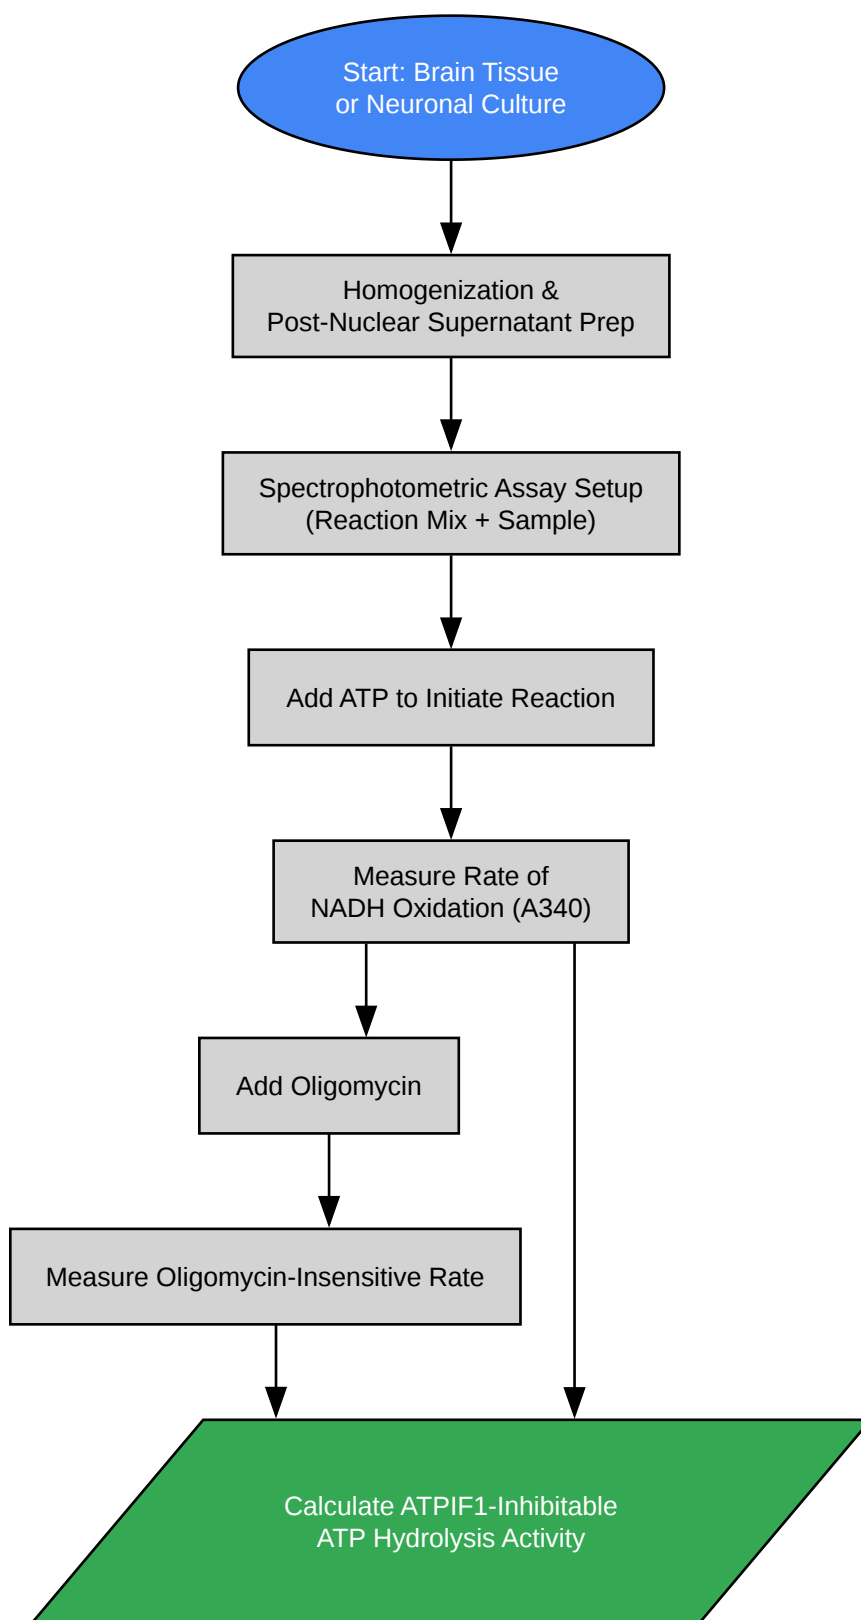 Start: Brain Tissue
or Neuronal Culture
Homogenization &
Post-Nuclear Supernatant Prep
Spectrophotometric Assay Setup
(Reaction Mix + Sample)
Add ATP to Initiate Reaction
Measure Rate of
NADH Oxidation (A340)
Add Oligomycin
Measure Oligomycin-Insensitive Rate
Calculate ATPIF1-Inhibitable
ATP Hydrolysis Activity